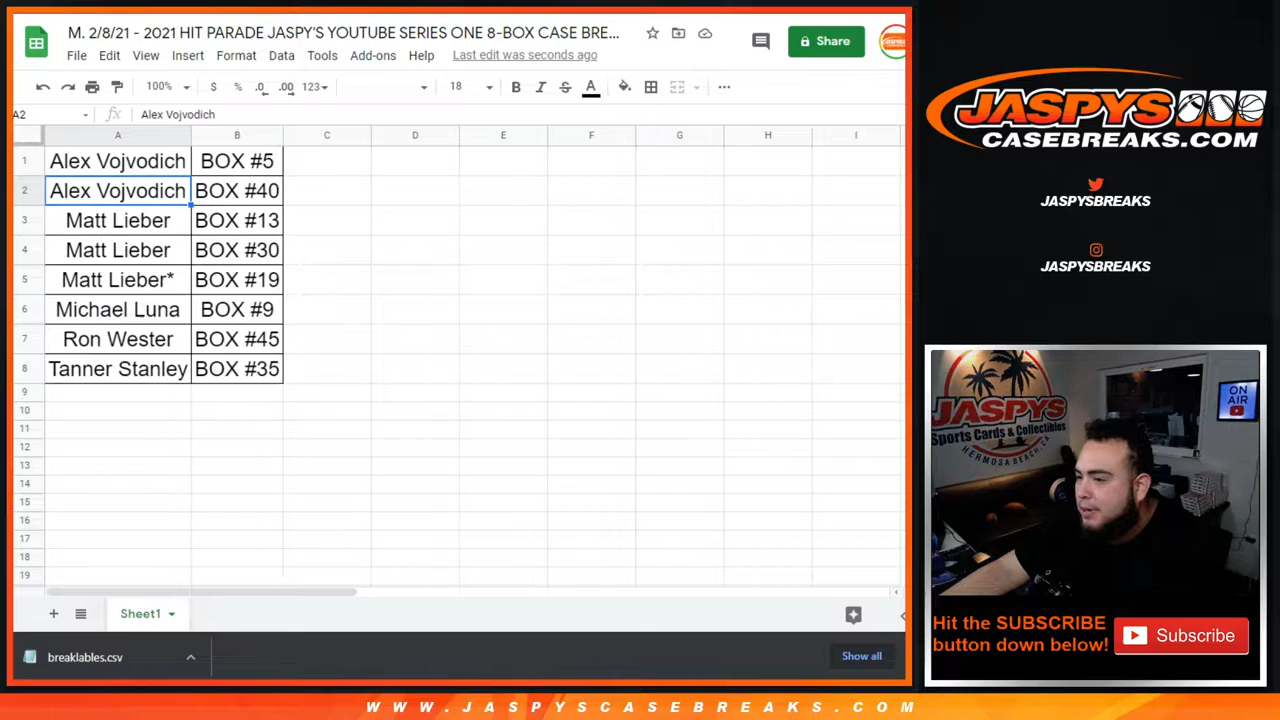 M. 2/8/21 - 2021 HIT PARADE JASPY'S YOUTUBE SERIES ONE 8-BOX CASE BRE...
File Edit View Insert Format Data Tools Add-ons Help Last edit was seconds ago
Share
100% $ % .0 .00 123 18 B I S A
A2 fx Alex Vojvodich
A B C D E F G H I
1 Alex Vojvodich BOX #5
2 Alex Vojvodich BOX #40
3 Matt Lieber BOX #13
4 Matt Lieber BOX #30
5 Matt Lieber* BOX #19
6 Michael Luna BOX #9
7 Ron Wester BOX #45
8 Tanner Stanley BOX #35
9
10
11
12
13
14
15
16
17
18
19
Sheet1
breaklables.csv
Show all
JASPYS
CASEBREAKS.COM
JASPYSBREAKS
JASPYSBREAKS
JASPYS
Sports Cards & Collectibles
HERMOSA BEACH, CA
ON AIR
Hit the SUBSCRIBE
button down below!
Subscribe
WWW.JASPYSCASEBREAKS.COM